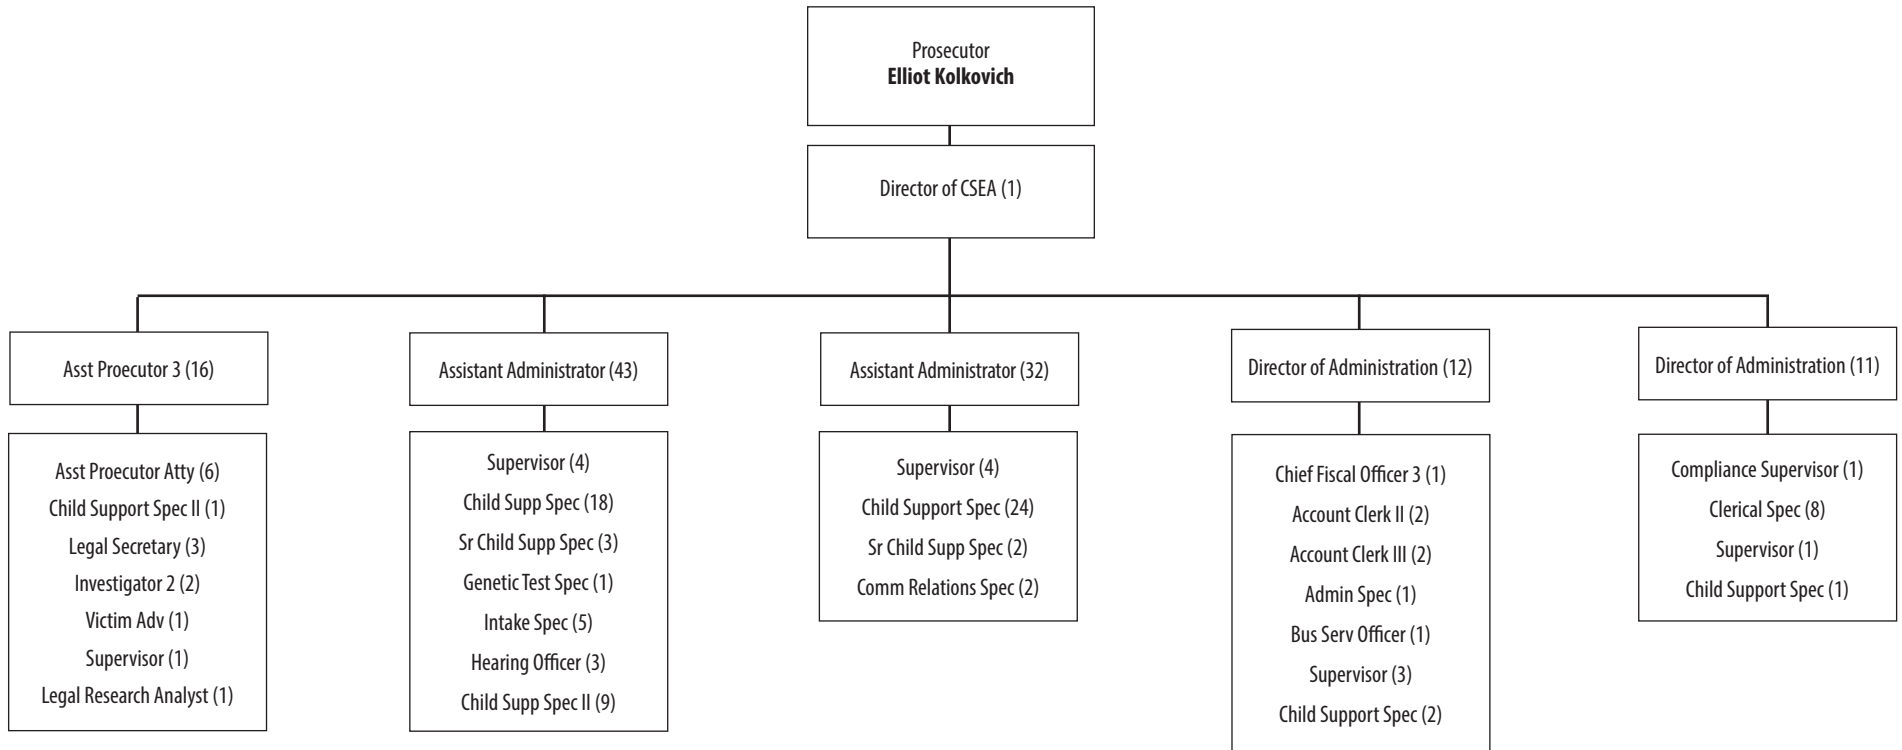 Prosecutor
Elliot Kolkovich
Director of CSEA (1)
Asst Proecutor 3 (16)
Assistant Administrator (43)
Assistant Administrator (32)
Director of Administration (12)
Director of Administration (11)
Asst Proecutor Atty (6)
Child Support Spec II (1)
Legal Secretary (3)
Investigator 2 (2)
Victim Adv (1)
Supervisor (1)
Legal Research Analyst (1)
Supervisor (4)
Child Supp Spec (18)
Sr Child Supp Spec (3)
Genetic Test Spec (1)
Intake Spec (5)
Hearing Officer (3)
Child Supp Spec II (9)
Supervisor (4)
Child Support Spec (24)
Sr Child Supp Spec (2)
Comm Relations Spec (2)
Chief Fiscal Officer 3 (1)
Account Clerk II (2)
Account Clerk III (2)
Admin Spec (1)
Bus Serv Officer (1)
Supervisor (3)
Child Support Spec (2)
Compliance Supervisor (1)
Clerical Spec (8)
Supervisor (1)
Child Support Spec (1)